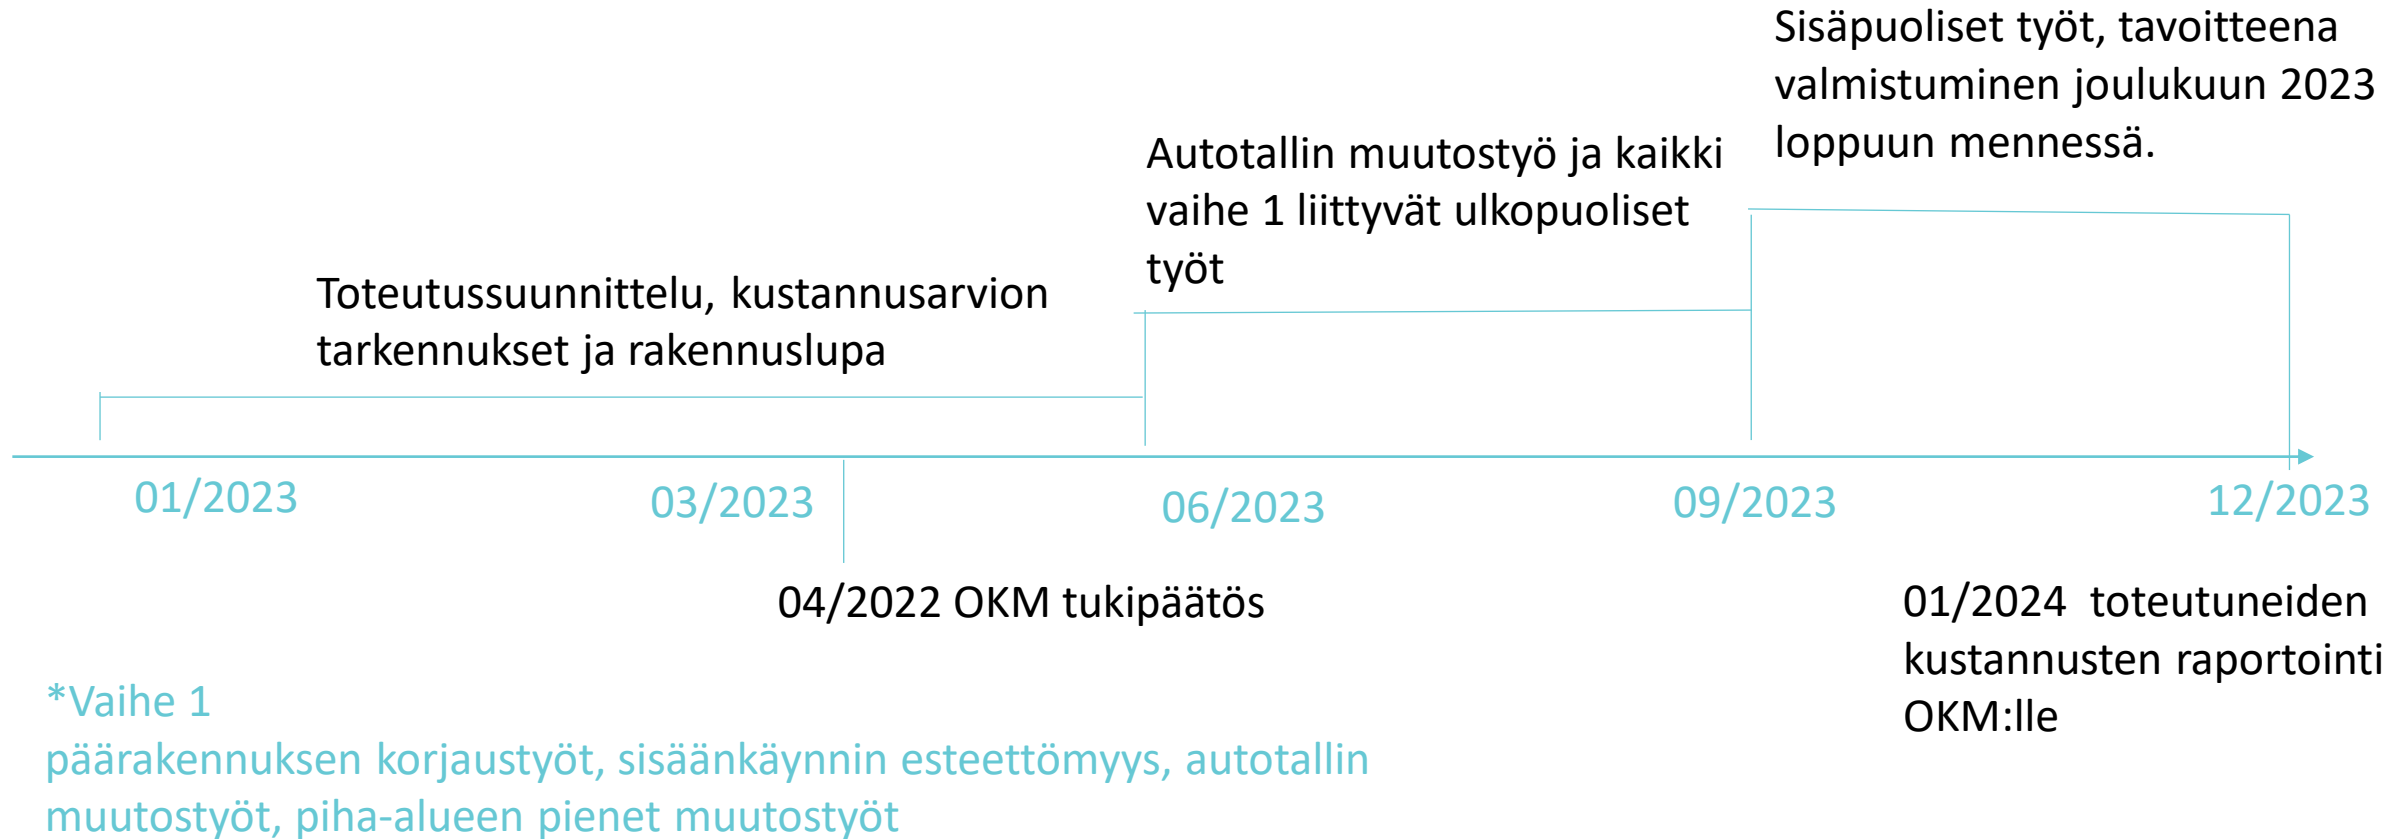 Sisäpuoliset työt, tavoitteena
valmistuminen joulukuun 2023
loppuun mennessä.
Autotallin muutostyö ja kaikki
vaihe 1 liittyvät ulkopuoliset
työt
Toteutussuunnittelu, kustannusarvion
tarkennukset ja rakennuslupa
01/2023
03/2023
06/2023
09/2023
12/2023
04/2022 OKM tukipäätös
01/2024 toteutuneiden
kustannusten raportointi
OKM:lle
*Vaihe 1
päärakennuksen korjaustyöt, sisäänkäynnin esteettömyys, autotallin
muutostyöt, piha-alueen pienet muutostyöt